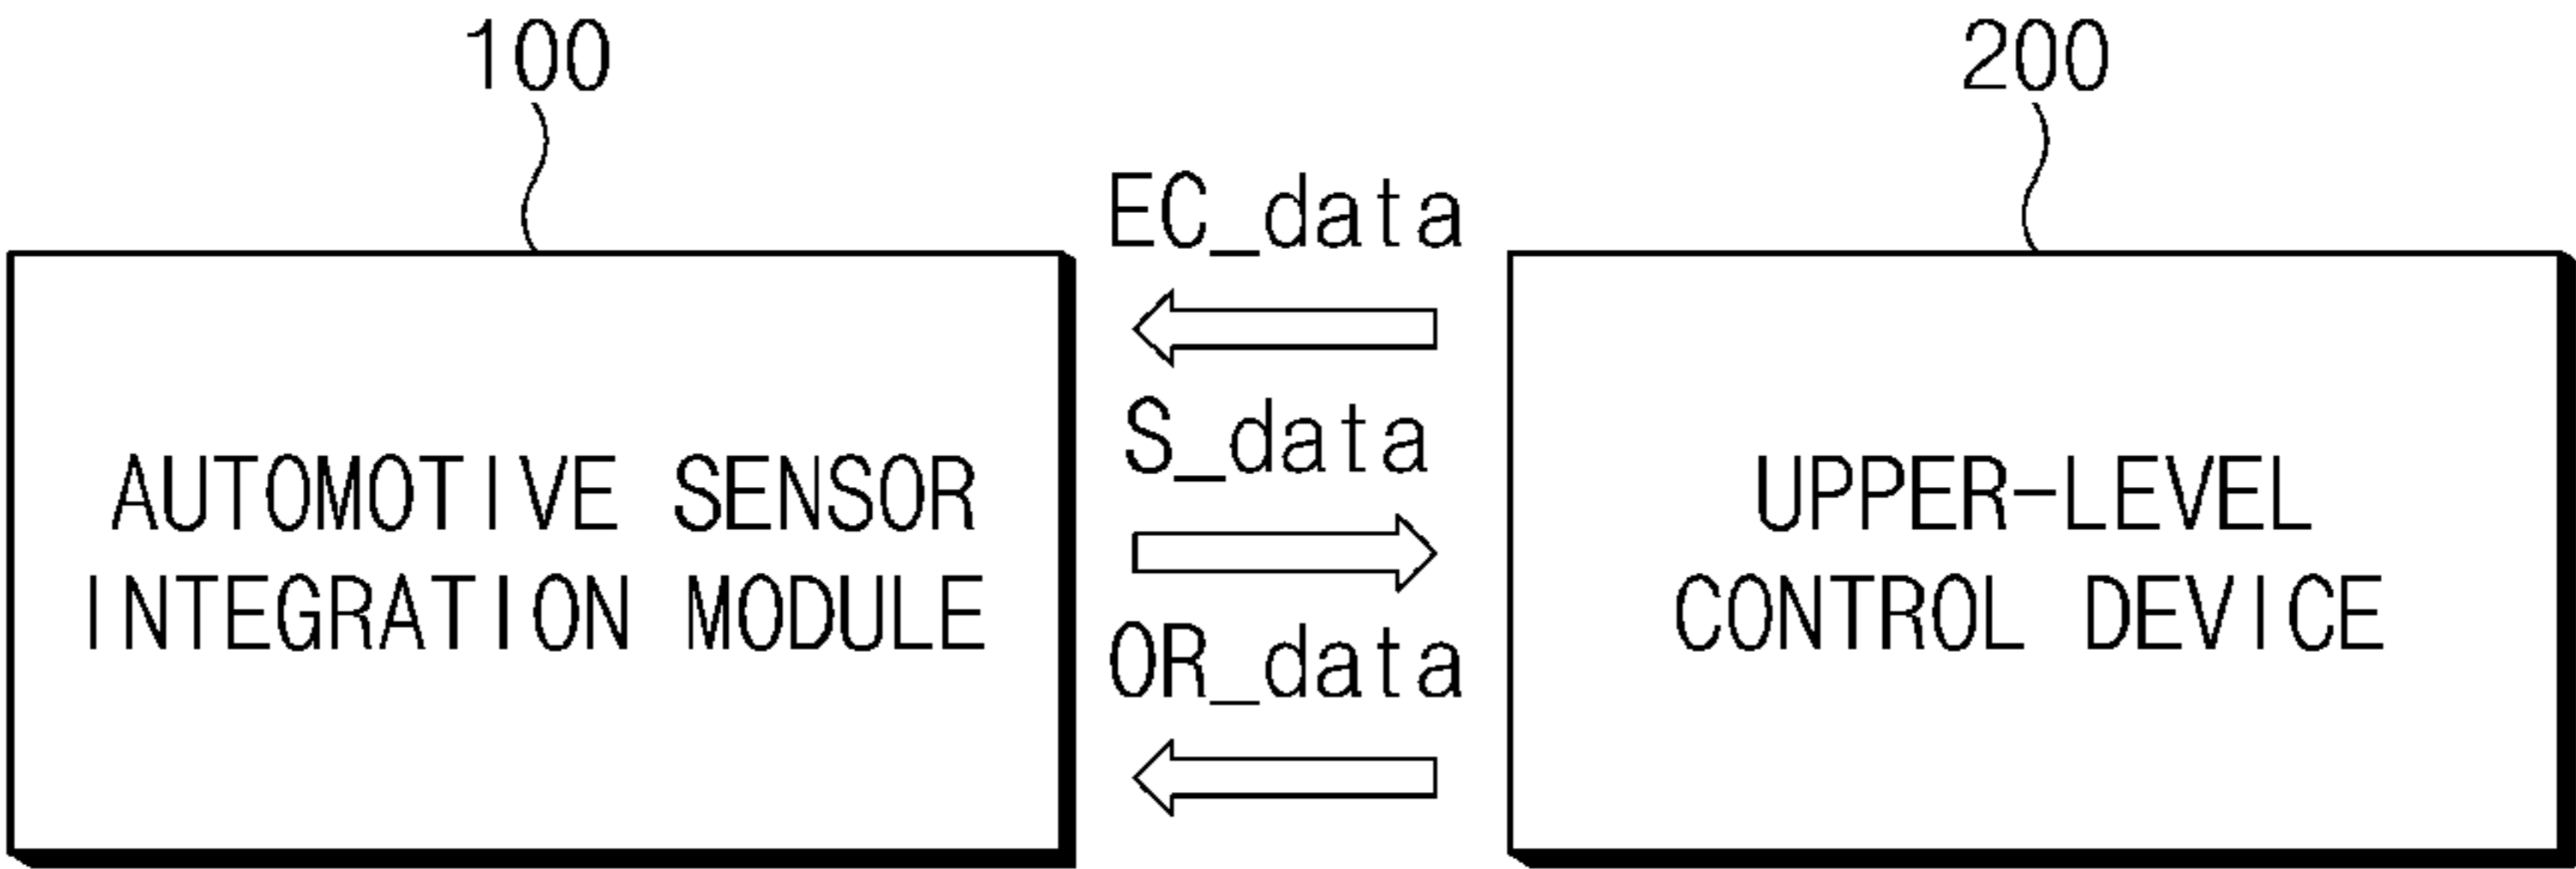 100
200
EC_data
S_data
OR_data
AUTOMOTIVE SENSOR
INTEGRATION MODULE
UPPER-LEVEL
CONTROL DEVICE